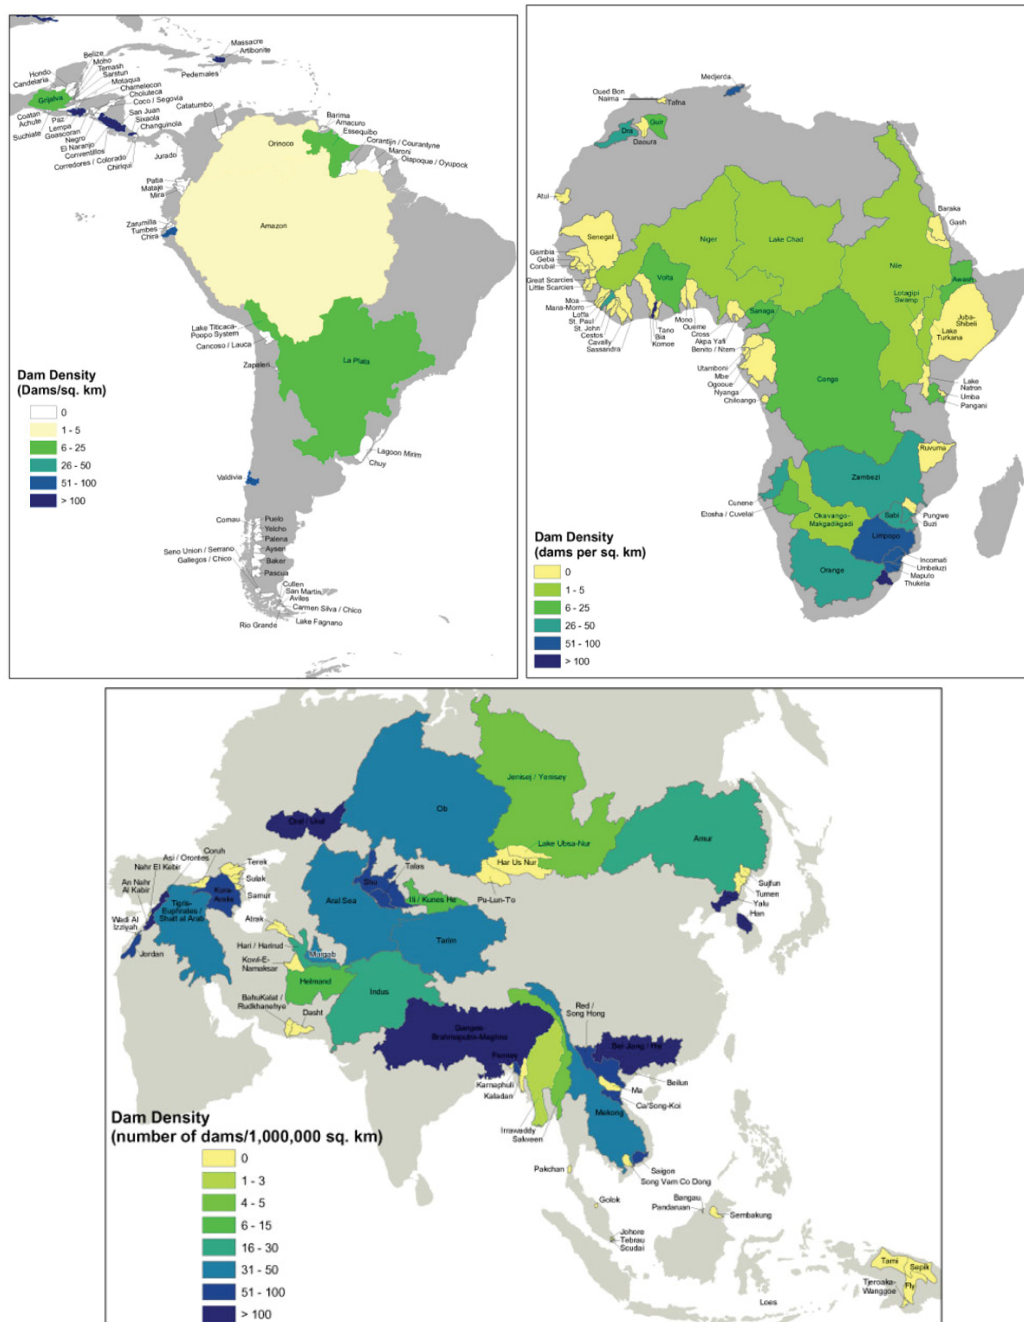 Massacre
Artibonite
Pedernales
Belize
Moho
Temash
Sarstun
Motaqua
Chamelecon
Choluteca
Coco / Segovia
Hondo
Candelaria
Grijalva
Coatan
Achute
Suchiate
Paz
Lempa
Goascoran
Negro
El Naranjo
Conventillos
Corredores / Colorado
Chiriqui
San Juan
Sixaola
Changuinola
Catatumbo
Jurado
Orinoco
Barima
Amacuro
Essequibo
Corantijn / Courantyne
Maroni
Oiapoque / Oyupock
Patia
Mataje
Mira
Zarumilla
Tumbes
Chira
Amazon
Lake Titicaca-
Poopo System
Cancoso / Lauca
Zapaleri
La Plata
Lagoon Mirim
Chuy
Valdivia
Comau
Puelo
Yelcho
Palena
Aysen
Baker
Pascua
Seno Union / Serrano
Gallegos / Chico
Cullen
San Martin
Aviles
Carmen Silva / Chico
Lake Fagnano
Rio Grande
Dam Density
(Dams/sq. km)
0
1 - 5
6 - 25
26 - 50
51 - 100
> 100
Medjerda
Oued Bon
Naima
Tafna
Dra
Guir
Daoura
Atui
Senegal
Gambia
Geba
Corubal
Great Scarcies
Little Scarcies
Moa
Mana-Morro
Loffa
St. Paul
St. John
Cestos
Cavally
Sassandra
Niger
Volta
Tano
Bia
Komoe
Mono
Oueme
Cross
Akpa Yafi
Benito / Ntem
Sanaga
Lake Chad
Nile
Baraka
Gash
Awash
Lotagipi
Swamp
Juba-
Shibeli
Lake
Turkana
Utamboni
Mbe
Ogooue
Nyanga
Chiloango
Congo
Lake
Natron
Umba
Pangani
Ruvuma
Zambezi
Cunene
Etosha / Cuvelai
Okavango-
Makgadikgadi
Sabi
Pungwe
Buzi
Limpopo
Orange
Incomati
Umbeluzi
Maputo
Thukela
Dam Density
(dams per sq. km)
0
1 - 5
6 - 25
26 - 50
51 - 100
> 100
Jenisej / Yenisey
Ob
Oral / Ural
Lake Ubsa-Nur
Har Us Nur
Pu-Lun-To
Amur
Sujfun
Tumen
Yalu
Han
Coruh
Asi / Orontes
Nahr El Kebir
An Nahr
Al Kabir
Wadi Al
Izziyah
Jordan
Terek
Sulak
Samur
Kura-
Araks
Tigris-
Euphrates /
Shatt al Arab
Atrak
Hari / Harirud
Kowl-E-
Namaksar
Murgab
Helmand
BahuKalat /
Rudkhanehye
Dasht
Aral Sea
Shu
Talas
Ili / Kunes He
Tarim
Indus
Ganges-
Brahmaputra-Meghna
Karnaphuli
Kaladan
Irrawaddy
Salween
Red /
Song Hong
Bei Jiang / Hsi
Beilun
Ma
Ca/Song-Koi
Mekong
Saigon
Song Vam Co Dong
Pakchan
Golok
Johore
Tebrau
Scudai
Bangau
Pandaruan
Sembakung
Loes
Tami
Sepik
Fly
Tjeroaka-
Wanggoe
Dam Density
(number of dams/1,000,000 sq. km)
0
1 - 3
4 - 5
6 - 15
16 - 30
31 - 50
51 - 100
> 100